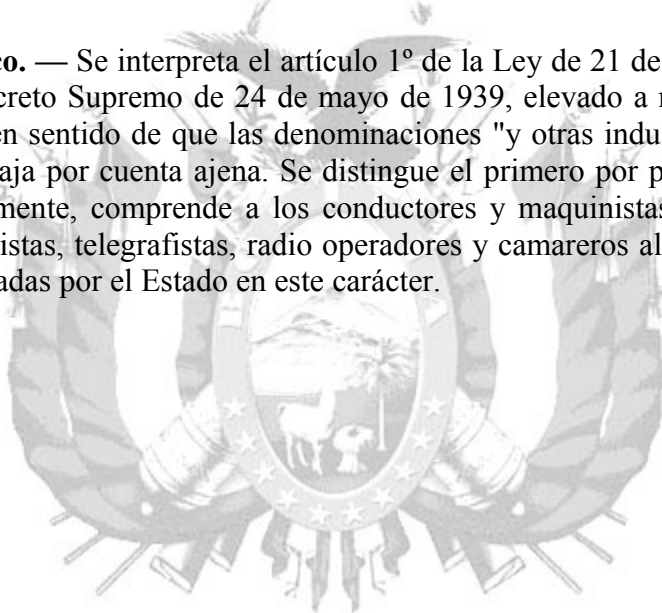 co. — Se interpreta el artículo 1º de la Ley de 21 de
creto Supremo de 24 de mayo de 1939, elevado a
en sentido de que las denominaciones "y otras indu
aja por cuenta ajena. Se distingue el primero por p
mente, comprende a los conductores y maquinistas
istas, telegrafistas, radio operadores y camareros al
adas por el Estado en este carácter.